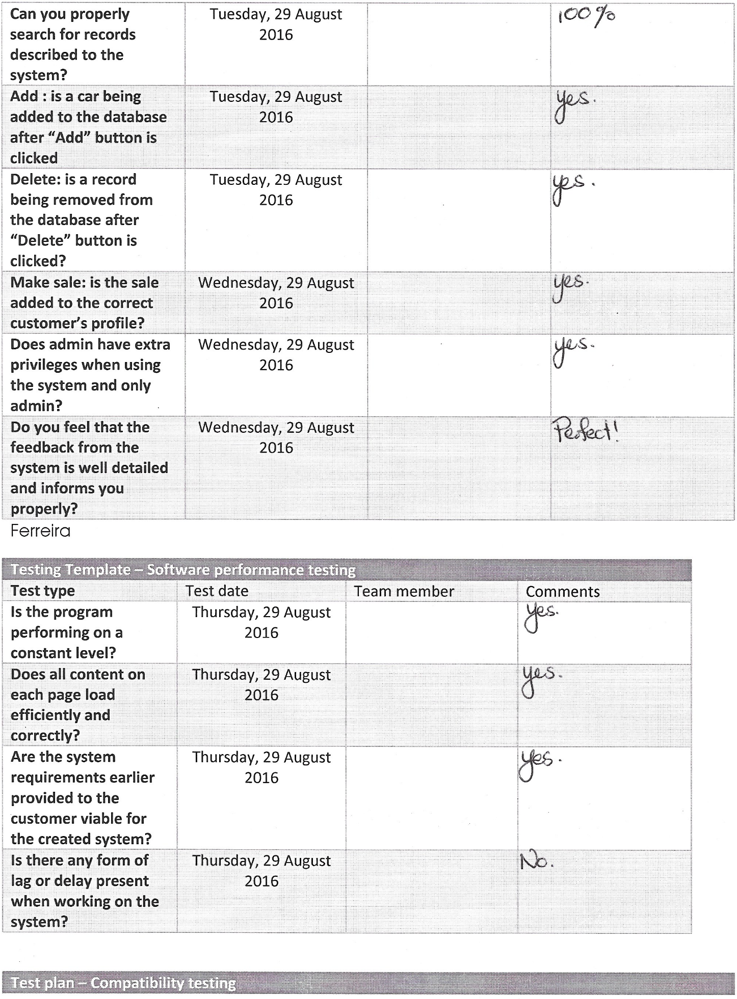 Can you properly
search for records
described to the
system?
Tuesday, 29 August
2016
100%
Add : is a car being
added to the database
after “Add” button is
clicked
Tuesday, 29 August
2016
yes.
Delete: is a record
being removed from
the database after
“Delete” button is
clicked?
Tuesday, 29 August
2016
yes.
Make sale: is the sale
added to the correct
customer’s profile?
Wednesday, 29 August
2016
yes.
Does admin have extra
privileges when using
the system and only
admin?
Wednesday, 29 August
2016
yes.
Do you feel that the
feedback from the
system is well detailed
and informs you
properly?
Wednesday, 29 August
2016
Perfect!
Ferreira
Testing Template – Software performance testing
Test type
Test date
Team member
Comments
Is the program
performing on a
constant level?
Thursday, 29 August
2016
yes.
Does all content on
each page load
efficiently and
correctly?
Thursday, 29 August
2016
yes.
Are the system
requirements earlier
provided to the
customer viable for
the created system?
Thursday, 29 August
2016
yes.
Is there any form of
lag or delay present
when working on the
system?
Thursday, 29 August
2016
No.
Test plan – Compatibility testing